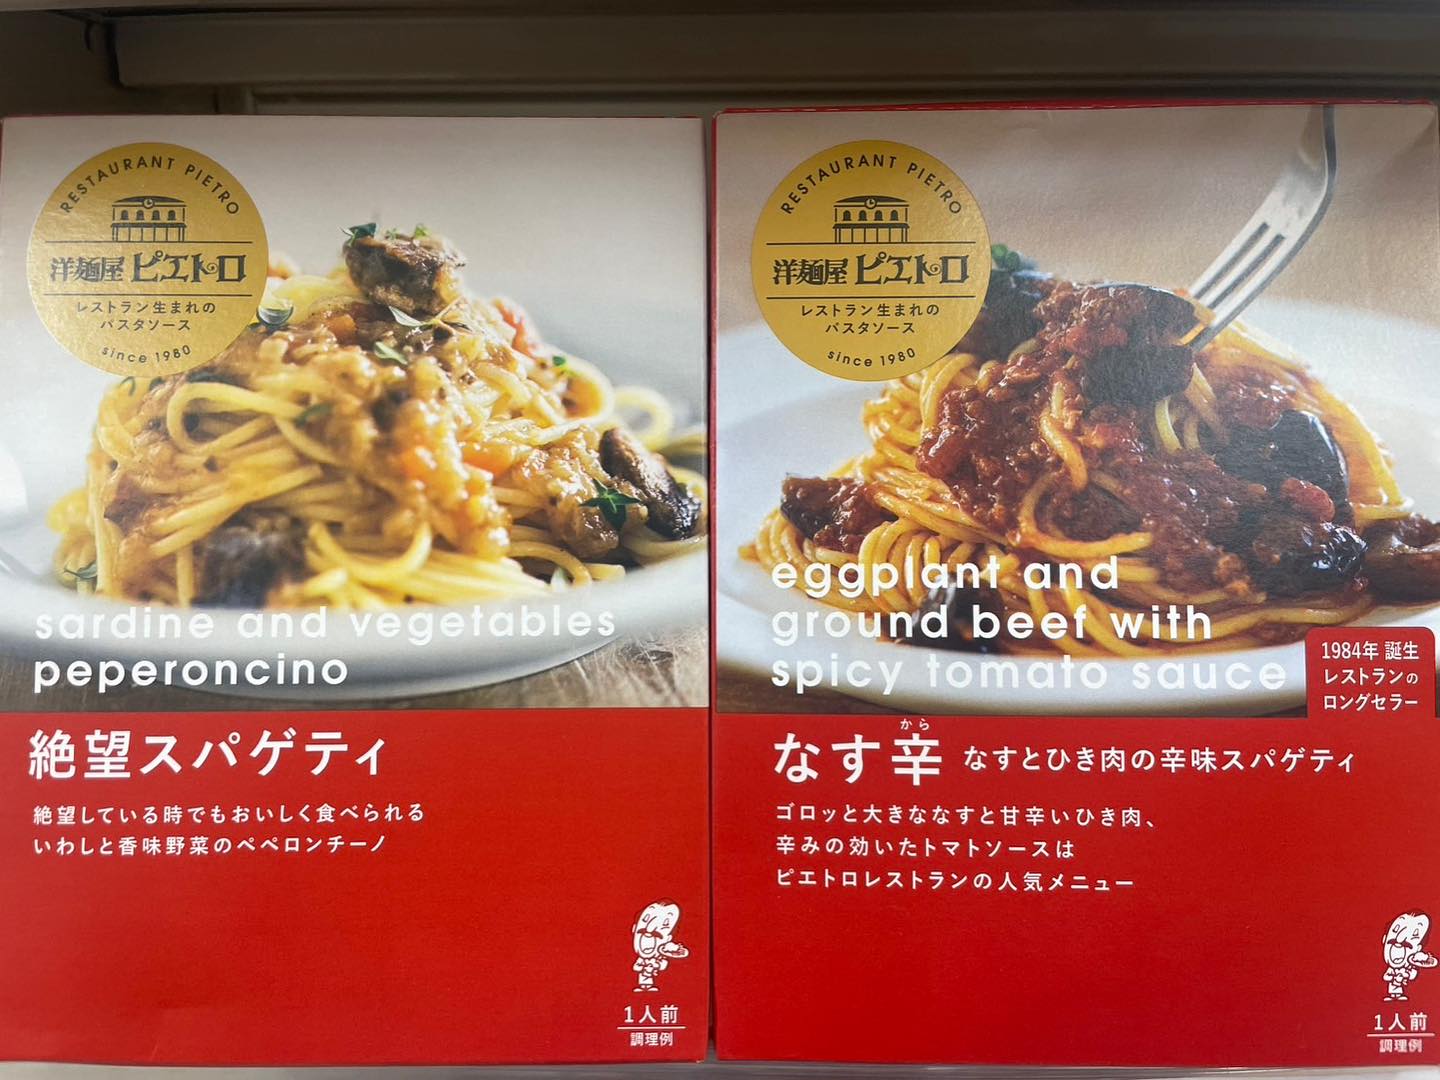 RESTAURANT PIETRO
洋麺屋 ピエトロ
レストラン生まれの
パスタソース
since 1980
sardine and vegetables
peperoncino
絶望スパゲティ
絶望している時でもおいしく食べられる
いわしと香味野菜のペペロンチーノ
1人前
調理例
RESTAURANT PIETRO
洋麺屋 ピエトロ
レストラン生まれの
パスタソース
since 1980
eggplant and
ground beef with
spicy tomato sauce
1984年 誕生
レストランの
ロングセラー
から
なす辛 なすとひき肉の辛味スパゲティ
ゴロッと大きななすと甘辛いひき肉、
辛みの効いたトマトソースは
ピエトロレストランの人気メニュー
1人前
調理例